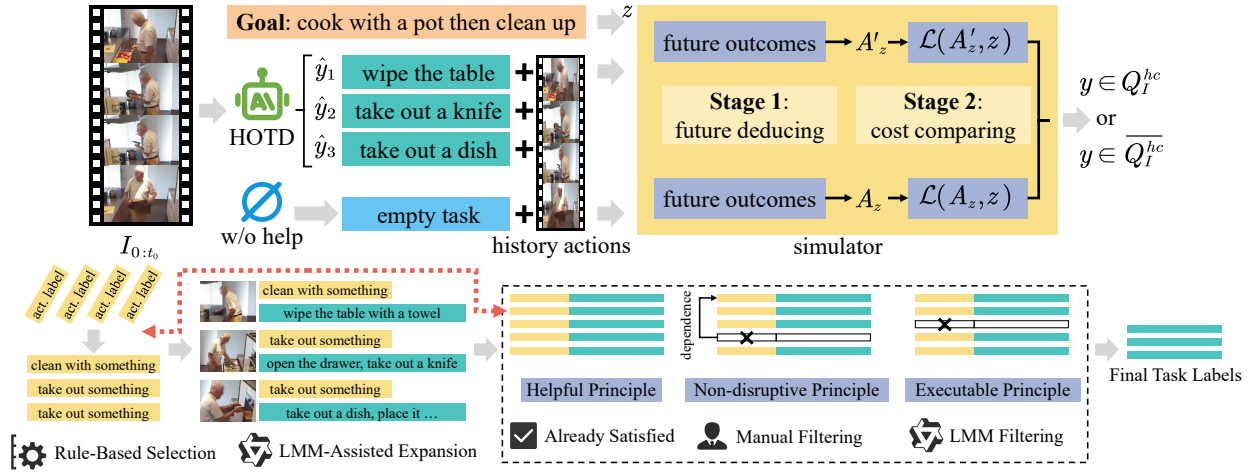 Goal: cook with a pot then clean up
z
HOTD
ŷ₁ wipe the table
ŷ₂ take out a knife
ŷ₃ take out a dish
+
w/o help
empty task
+
I₀:t₀
history actions
future outcomes
A'_z
L(A'_z, z)
Stage 1:
future deducing
Stage 2:
cost comparing
future outcomes
A_z
L(A_z, z)
simulator
y ∈ Q_I^{hc}
or
y ∈ \overline{Q_I^{hc}}
act. label
act. label
act. label
act. label
clean with something
take out something
take out something
clean with something
wipe the table with a towel
take out something
open the drawer, take out a knife
take out something
take out a dish, place it …
Rule-Based Selection
LMM-Assisted Expansion
dependence
Helpful Principle
Non-disruptive Principle
Executable Principle
Already Satisfied
Manual Filtering
LMM Filtering
Final Task Labels